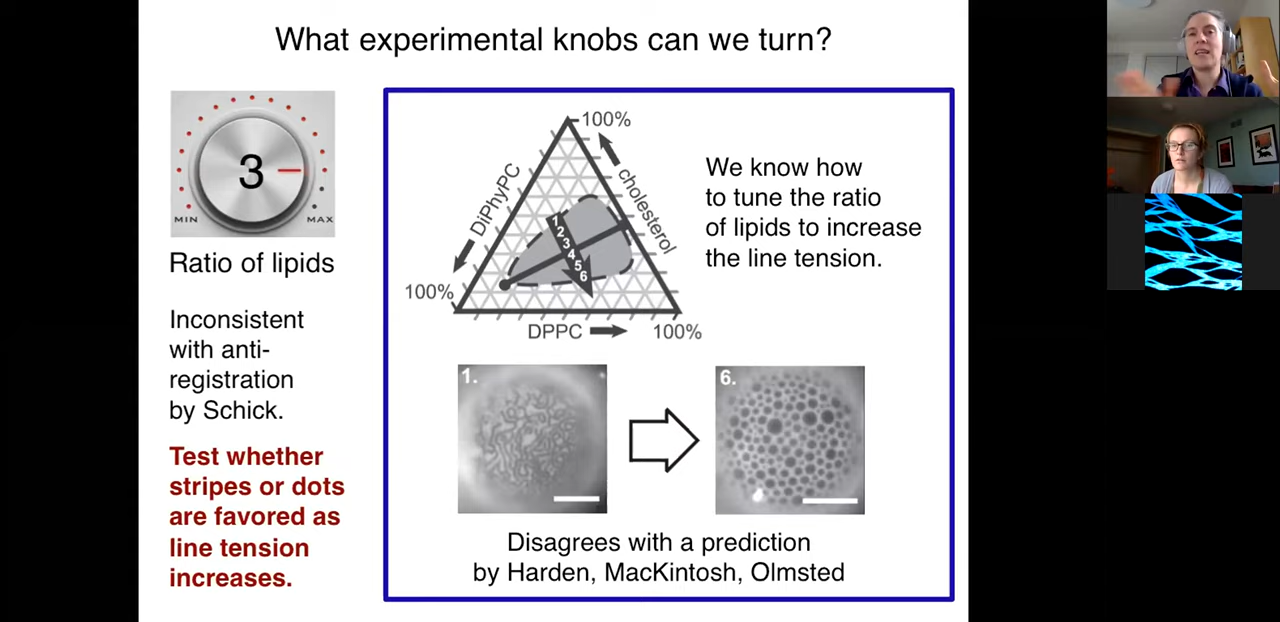 What experimental knobs can we turn?
3
MIN
MAX
Ratio of lipids
Inconsistent
with anti-
registration
by Schick.
Test whether
stripes or dots
are favored as
line tension
increases.
100%
DiPhyPC
cholesterol
1
2
3
4
5
6
100%
DPPC
100%
We know how
to tune the ratio
of lipids to increase
the line tension.
1.
6.
Disagrees with a prediction
by Harden, MacKintosh, Olmsted